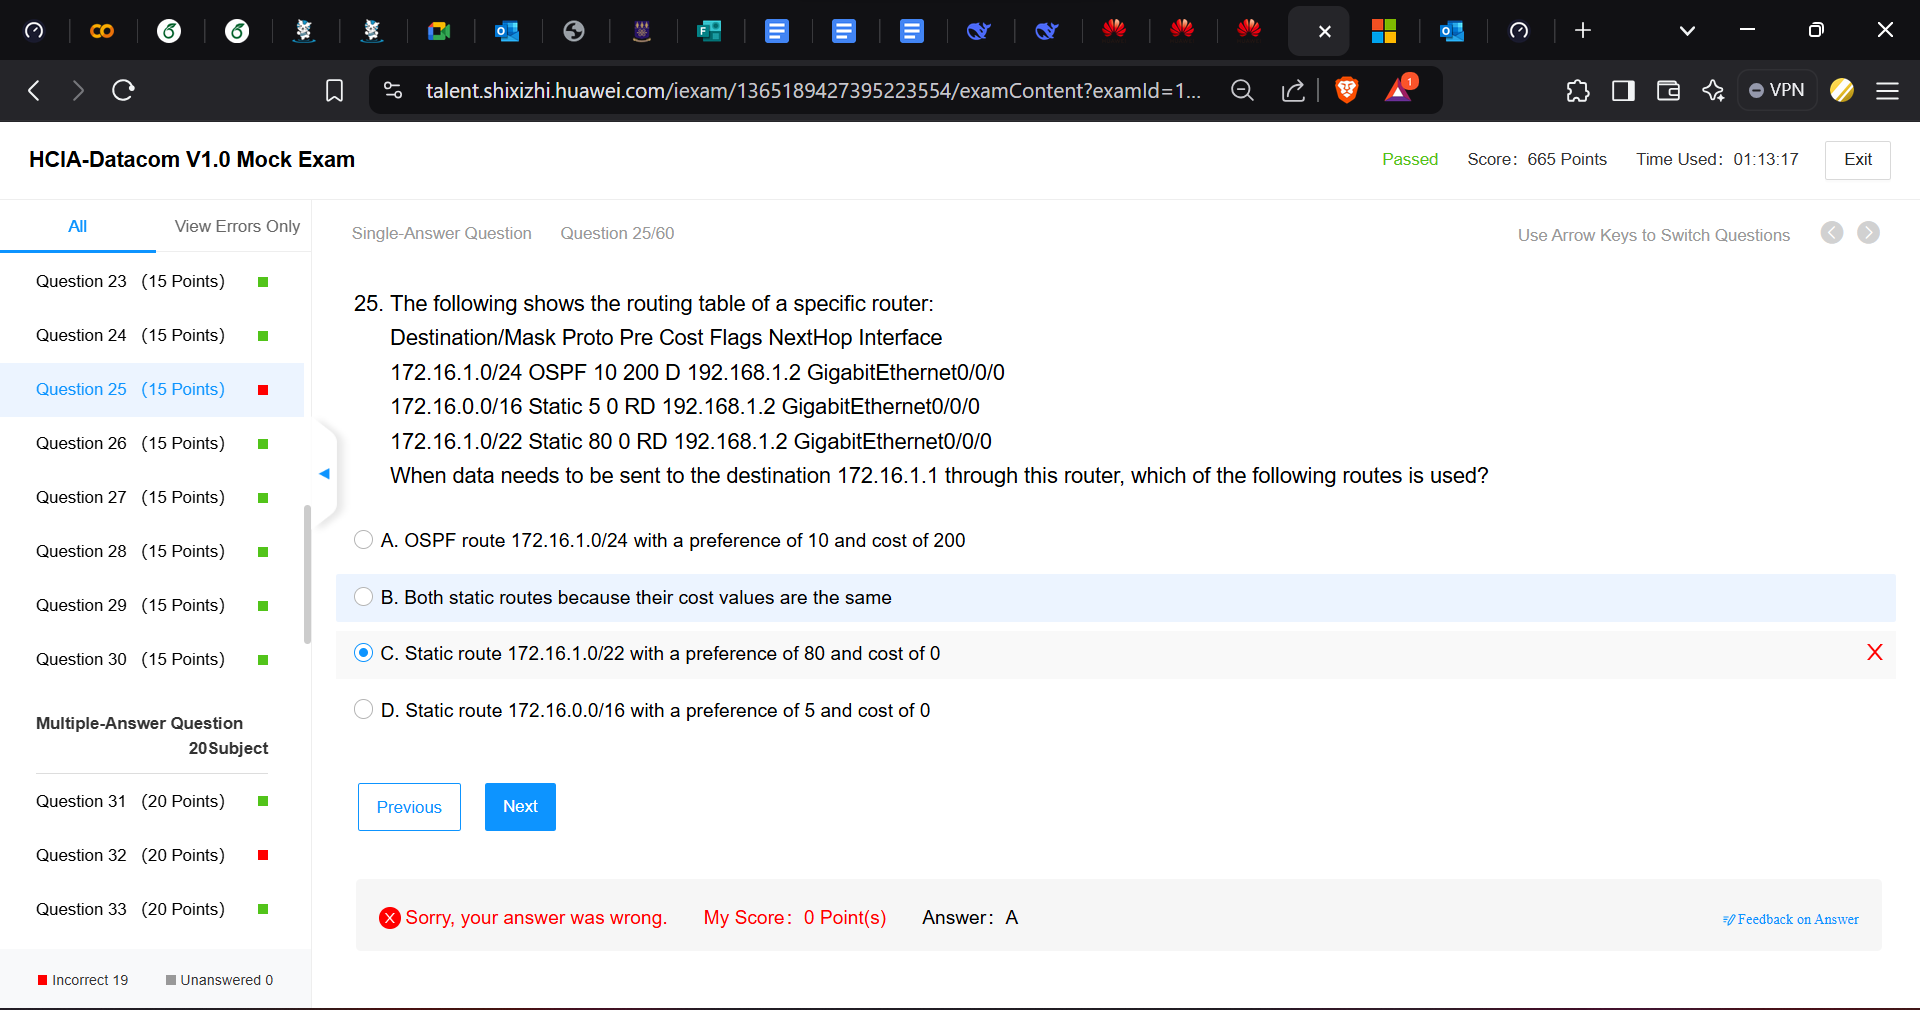 talent.shixizhi.huawei.com/iexam/1365189427395223554/examContent?examId=1...
1
VPN
HCIA-Datacom V1.0 Mock Exam
Passed
Score: 665 Points
Time Used: 01:13:17
Exit
All
View Errors Only
Single-Answer Question
Question 25/60
Use Arrow Keys to Switch Questions
Question 23 (15 Points)
Question 24 (15 Points)
Question 25 (15 Points)
Question 26 (15 Points)
Question 27 (15 Points)
Question 28 (15 Points)
Question 29 (15 Points)
Question 30 (15 Points)
Multiple-Answer Question
20Subject
Question 31 (20 Points)
Question 32 (20 Points)
Question 33 (20 Points)
Incorrect 19
Unanswered 0
25. The following shows the routing table of a specific router:
Destination/Mask Proto Pre Cost Flags NextHop Interface
172.16.1.0/24 OSPF 10 200 D 192.168.1.2 GigabitEthernet0/0/0
172.16.0.0/16 Static 5 0 RD 192.168.1.2 GigabitEthernet0/0/0
172.16.1.0/22 Static 80 0 RD 192.168.1.2 GigabitEthernet0/0/0
When data needs to be sent to the destination 172.16.1.1 through this router, which of the following routes is used?
A. OSPF route 172.16.1.0/24 with a preference of 10 and cost of 200
B. Both static routes because their cost values are the same
C. Static route 172.16.1.0/22 with a preference of 80 and cost of 0
X
D. Static route 172.16.0.0/16 with a preference of 5 and cost of 0
Previous
Next
Sorry, your answer was wrong.
My Score: 0 Point(s)
Answer: A
Feedback on Answer